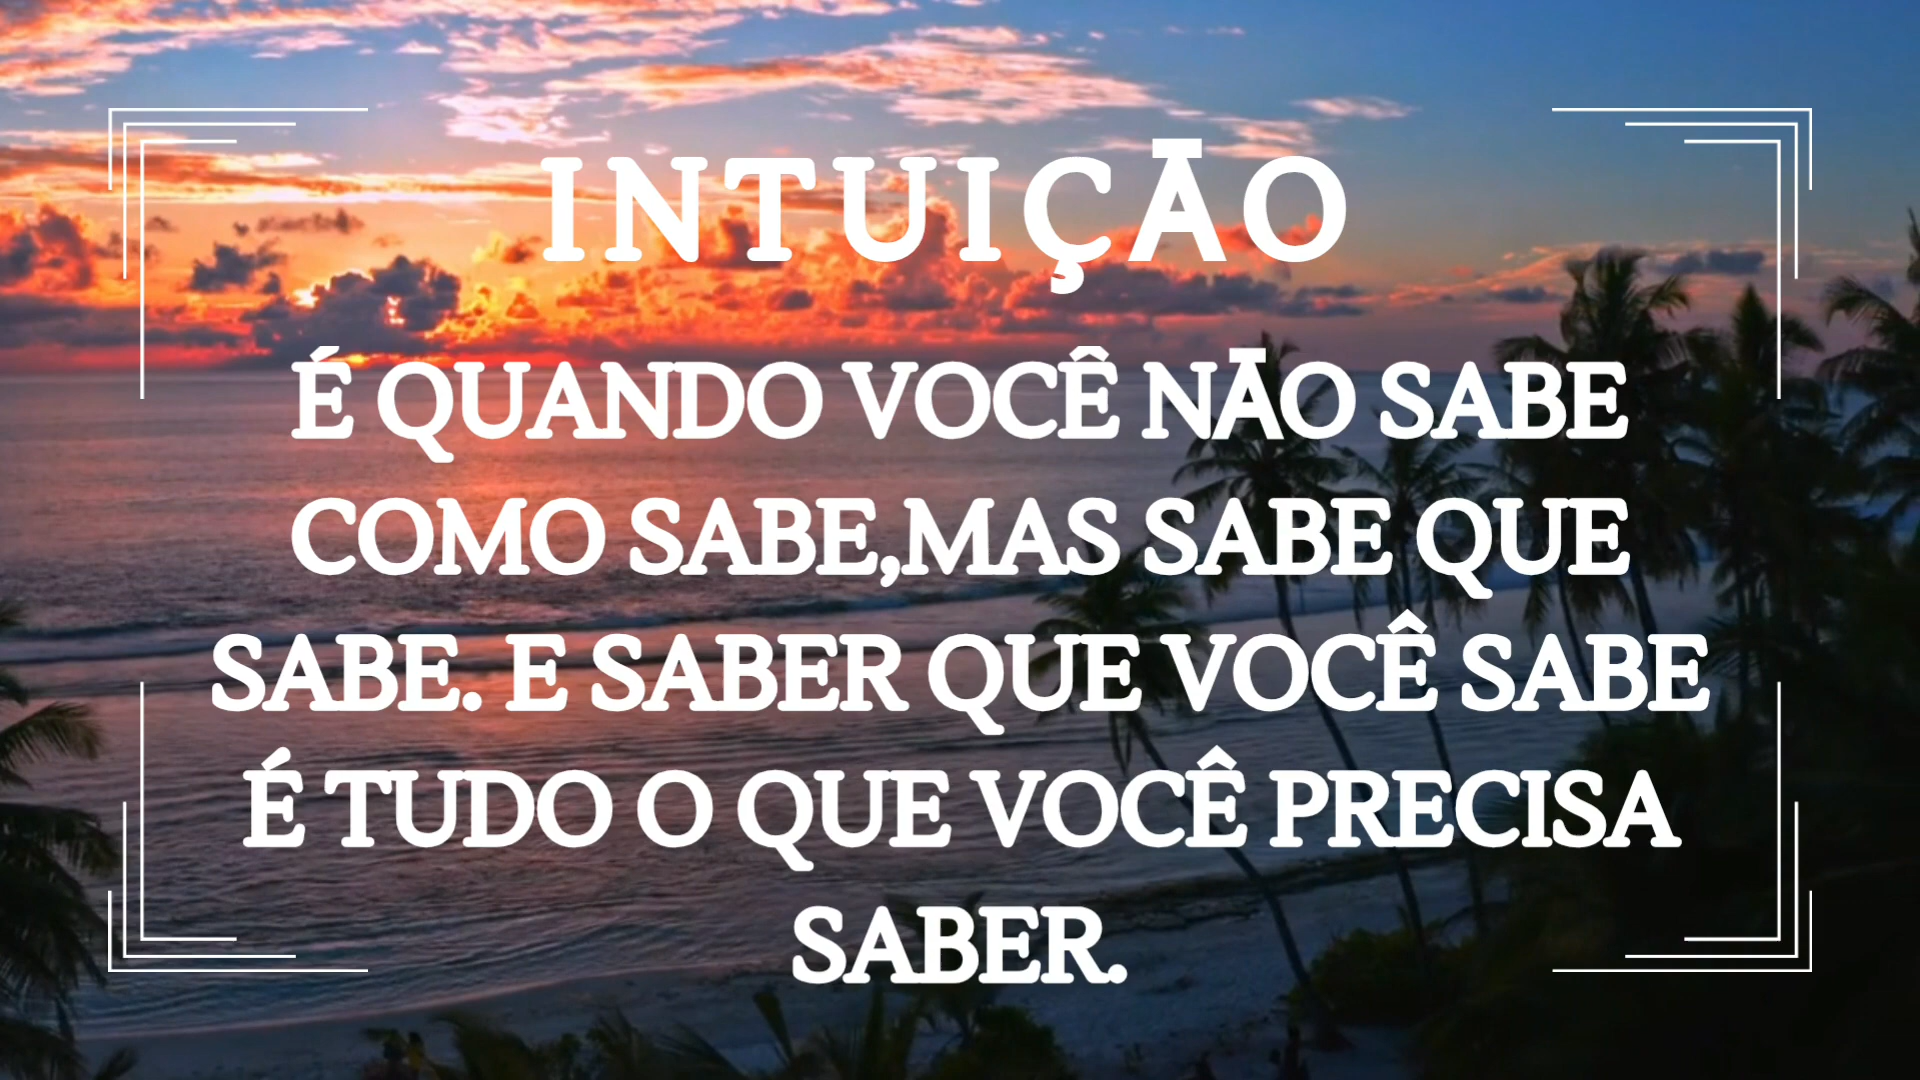 INTUIÇÃO
É QUANDO VOCÊ NÃO SABE
COMO SABE,MAS SABE QUE
SABE. E SABER QUE VOCÊ SABE
É TUDO O QUE VOCÊ PRECISA
SABER.